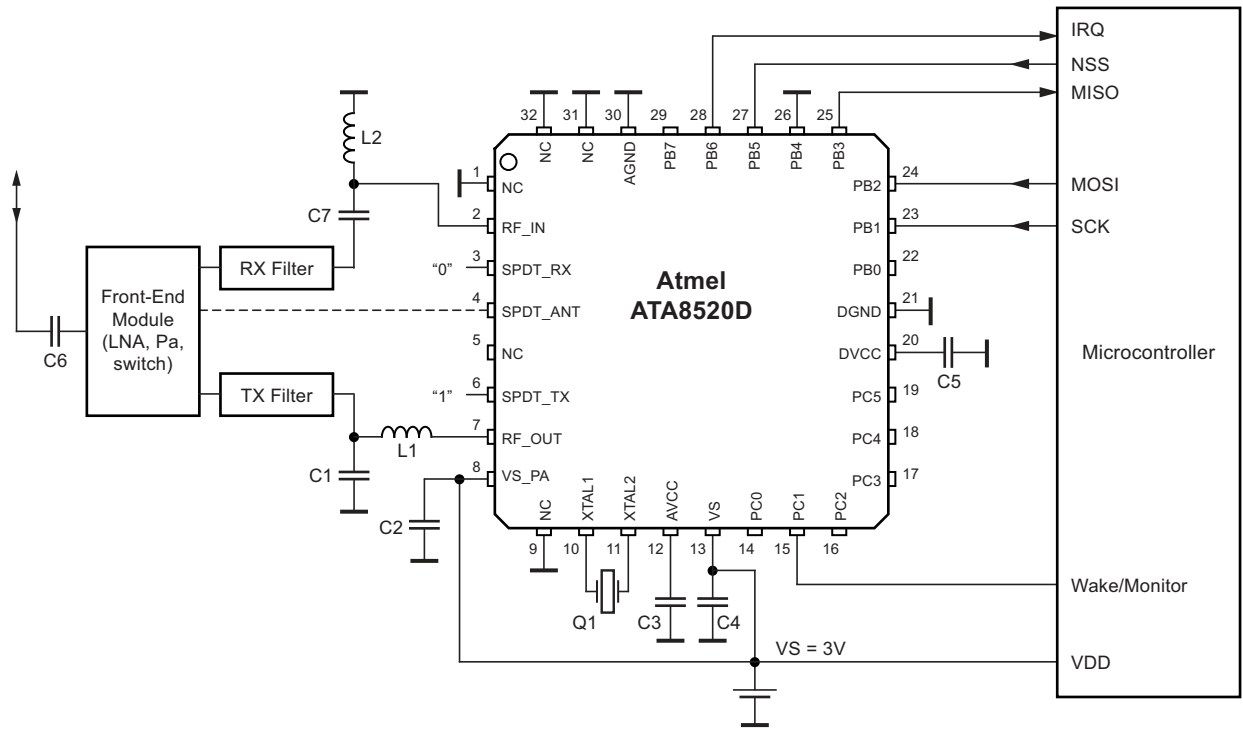 IRQ
NSS
MISO
MOSI
SCK
Microcontroller
Wake/Monitor
VDD
32
31
30
29
28
27
26
25
NC
NC
AGND
PB7
PB6
PB5
PB4
PB3
L2
C7
1
NC
2
RF_IN
"0"
3
SPDT_RX
4
SPDT_ANT
5
NC
"1"
6
SPDT_TX
7
RF_OUT
8
VS_PA
RX Filter
Front-End
Module
(LNA, Pa,
switch)
C6
TX Filter
L1
C1
C2
Atmel
ATA8520D
PB2
24
PB1
23
PB0
22
DGND
21
DVCC
20
C5
PC5
19
PC4
18
PC3
17
NC
XTAL1
XTAL2
AVCC
VS
PC0
PC1
PC2
9
10
11
12
13
14
15
16
Q1
C3
C4
VS = 3V